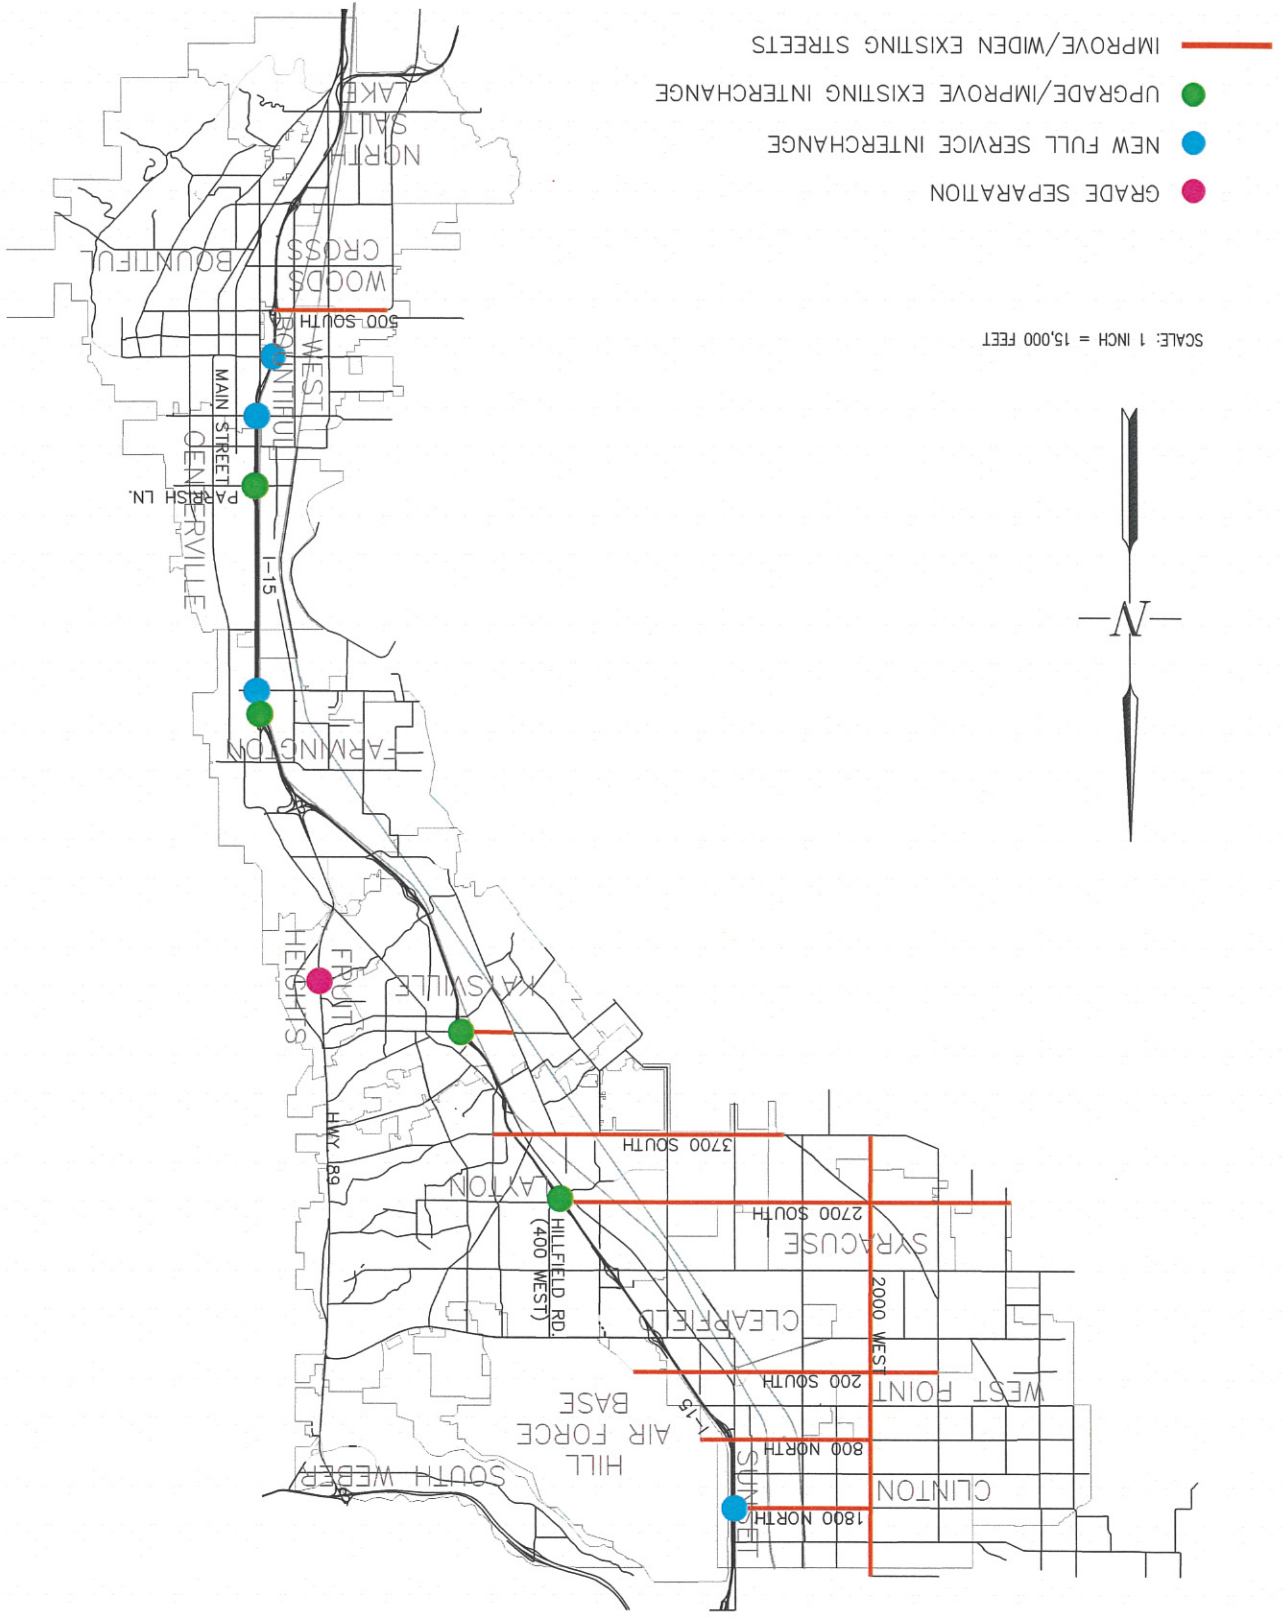 1800 NORTH
SUNSET
CLINTON
SOUTH WEBER
800 NORTH
HILL
AIR FORCE
BASE
I-15
WEST POINT
200 SOUTH
2000 WEST
CLEARFIELD
HILLFIELD RD.
(400 WEST)
SYRACUSE
2700 SOUTH
LAYTON
HWY 89
3700 SOUTH
KAYSVILLE
FRUIT
HEIGHTS
FARMINGTON
N
I-15
CENTERVILLE
PARRISH LN.
MAIN STREET
WEST
BOUNTIFUL
SCALE: 1 INCH = 15,000 FEET
500 SOUTH
WOODS
CROSS
BOUNTIFUL
GRADE SEPARATION
NEW FULL SERVICE INTERCHANGE
UPGRADE/IMPROVE EXISTING INTERCHANGE
IMPROVE/WIDEN EXISTING STREETS
NORTH
SALT
LAKE